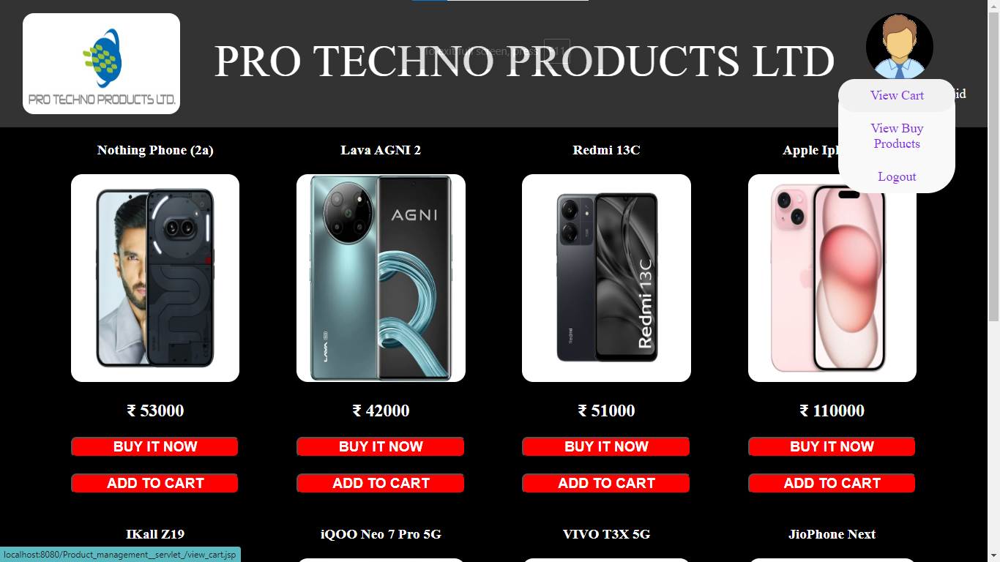 To exit full screen, press F11
PRO TECHNO PRODUCTS LTD
PRO TECHNO PRODUCTS LTD.
View Cart
id
View Buy
Products
Logout
Nothing Phone (2a)
Lava AGNI 2
Redmi 13C
Apple
AGNI
LAVA 5G
Redmi
Redmi 13C
₹ 53000
₹ 42000
₹ 51000
₹ 110000
BUY IT NOW
BUY IT NOW
BUY IT NOW
BUY IT NOW
ADD TO CART
ADD TO CART
ADD TO CART
ADD TO CART
IKall Z19
iQOO Neo 7 Pro 5G
VIVO T3X 5G
JioPhone Next
localhost:8080/Product_management__servlet_/view_cart.jsp